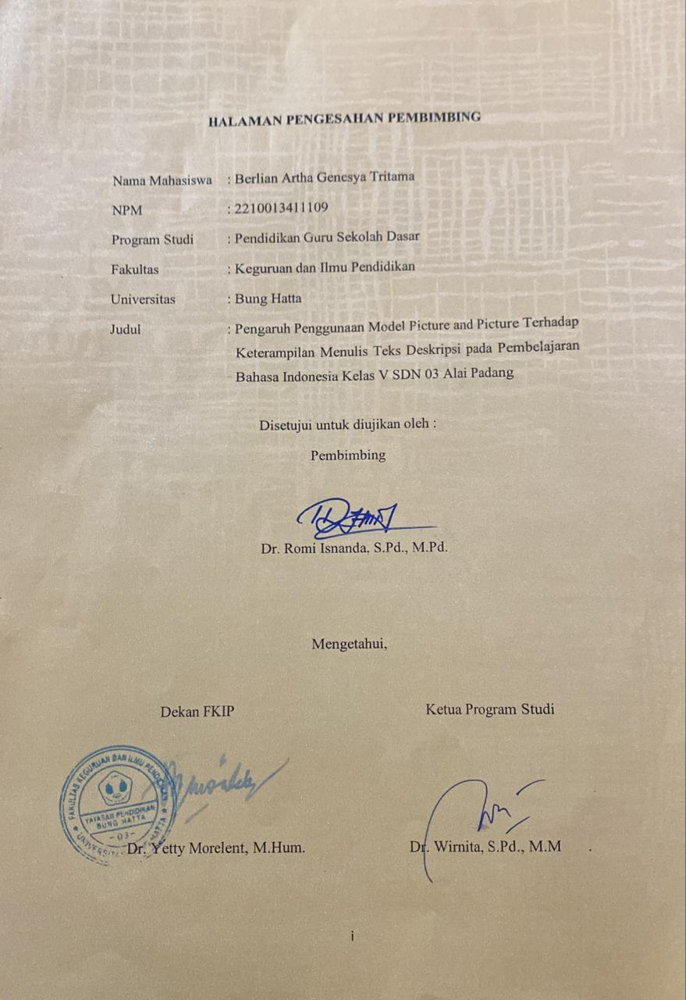 HALAMAN PENGESAHAN PEMBIMBING
Nama Mahasiswa : Berlian Artha Genesya Tritama
NPM : 2210013411109
Program Studi : Pendidikan Guru Sekolah Dasar
Fakultas : Keguruan dan Ilmu Pendidikan
Universitas : Bung Hatta
Judul : Pengaruh Penggunaan Model Picture and Picture Terhadap
Keterampilan Menulis Teks Deskripsi pada Pembelajaran
Bahasa Indonesia Kelas V SDN 03 Alai Padang
Disetujui untuk diujikan oleh :
Pembimbing
Dr. Romi Isnanda, S.Pd., M.Pd.
Mengetahui,
Dekan FKIP Ketua Program Studi
FAKULTAS KEGURUAN DAN ILMU PENDIDIKAN
YAYASAN PENDIDIKAN
BUNG HATTA
-03-
Dr. Yetty Morelent, M.Hum. Dr. Wirnita, S.Pd., M.M .
i